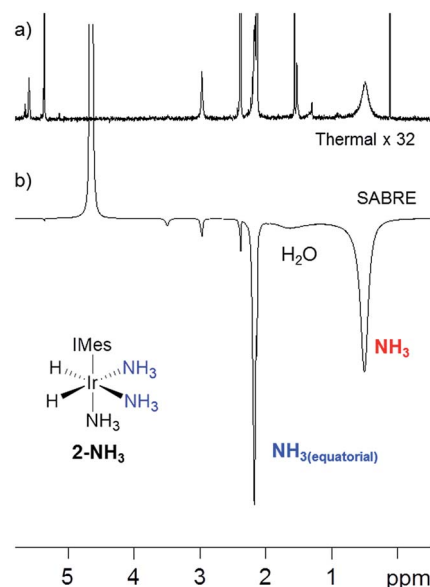 a)
Thermal x 32
b)
SABRE
H₂O
NH₃
IMes
H
NH₃
Ir
H
NH₃
NH₃
2-NH₃
NH₃(equatorial)
5 4 3 2 1 ppm